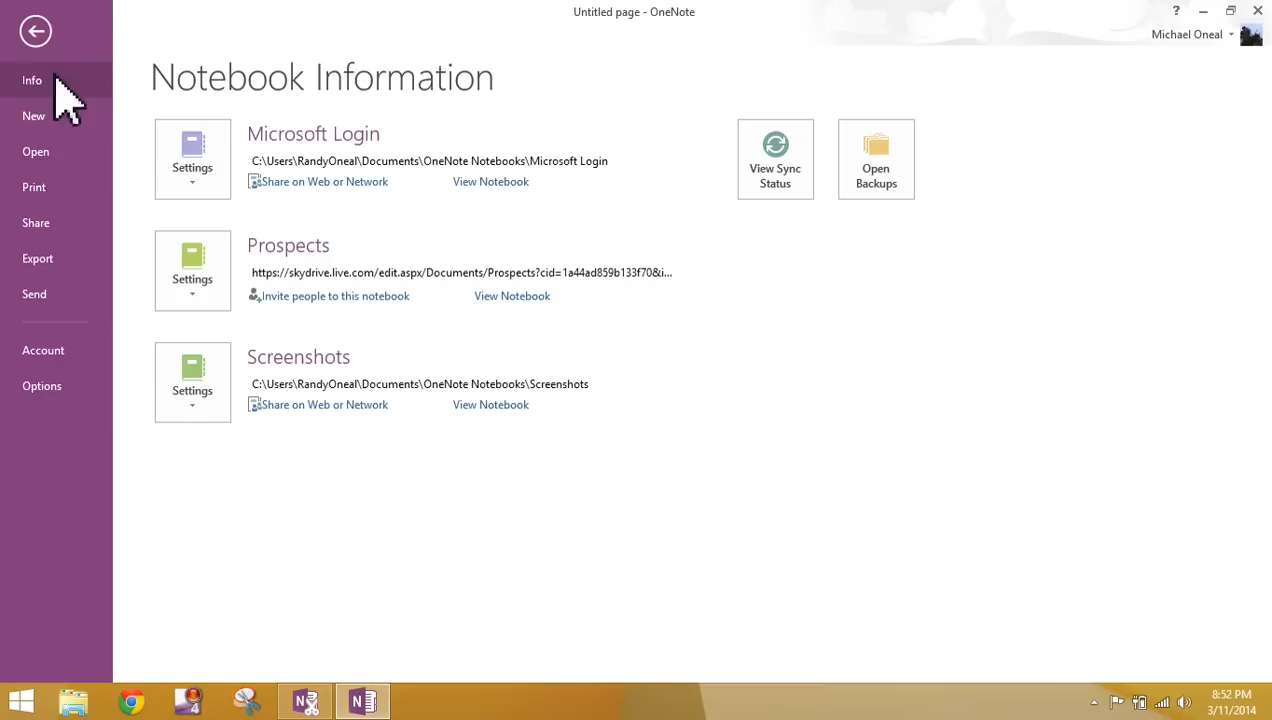 Untitled page - OneNote
?
Michael Oneal
Info
New
Open
Print
Share
Export
Send
Account
Options
Notebook Information
Settings
Microsoft Login
C:\Users\RandyOneal\Documents\OneNote Notebooks\Microsoft Login
Share on Web or Network
View Notebook
View Sync
Status
Open
Backups
Settings
Prospects
https://skydrive.live.com/edit.aspx/Documents/Prospects?cid=1a44ad859b133f70&i...
Invite people to this notebook
View Notebook
Settings
Screenshots
C:\Users\RandyOneal\Documents\OneNote Notebooks\Screenshots
Share on Web or Network
View Notebook
4
N
N
8:52 PM
3/11/2014